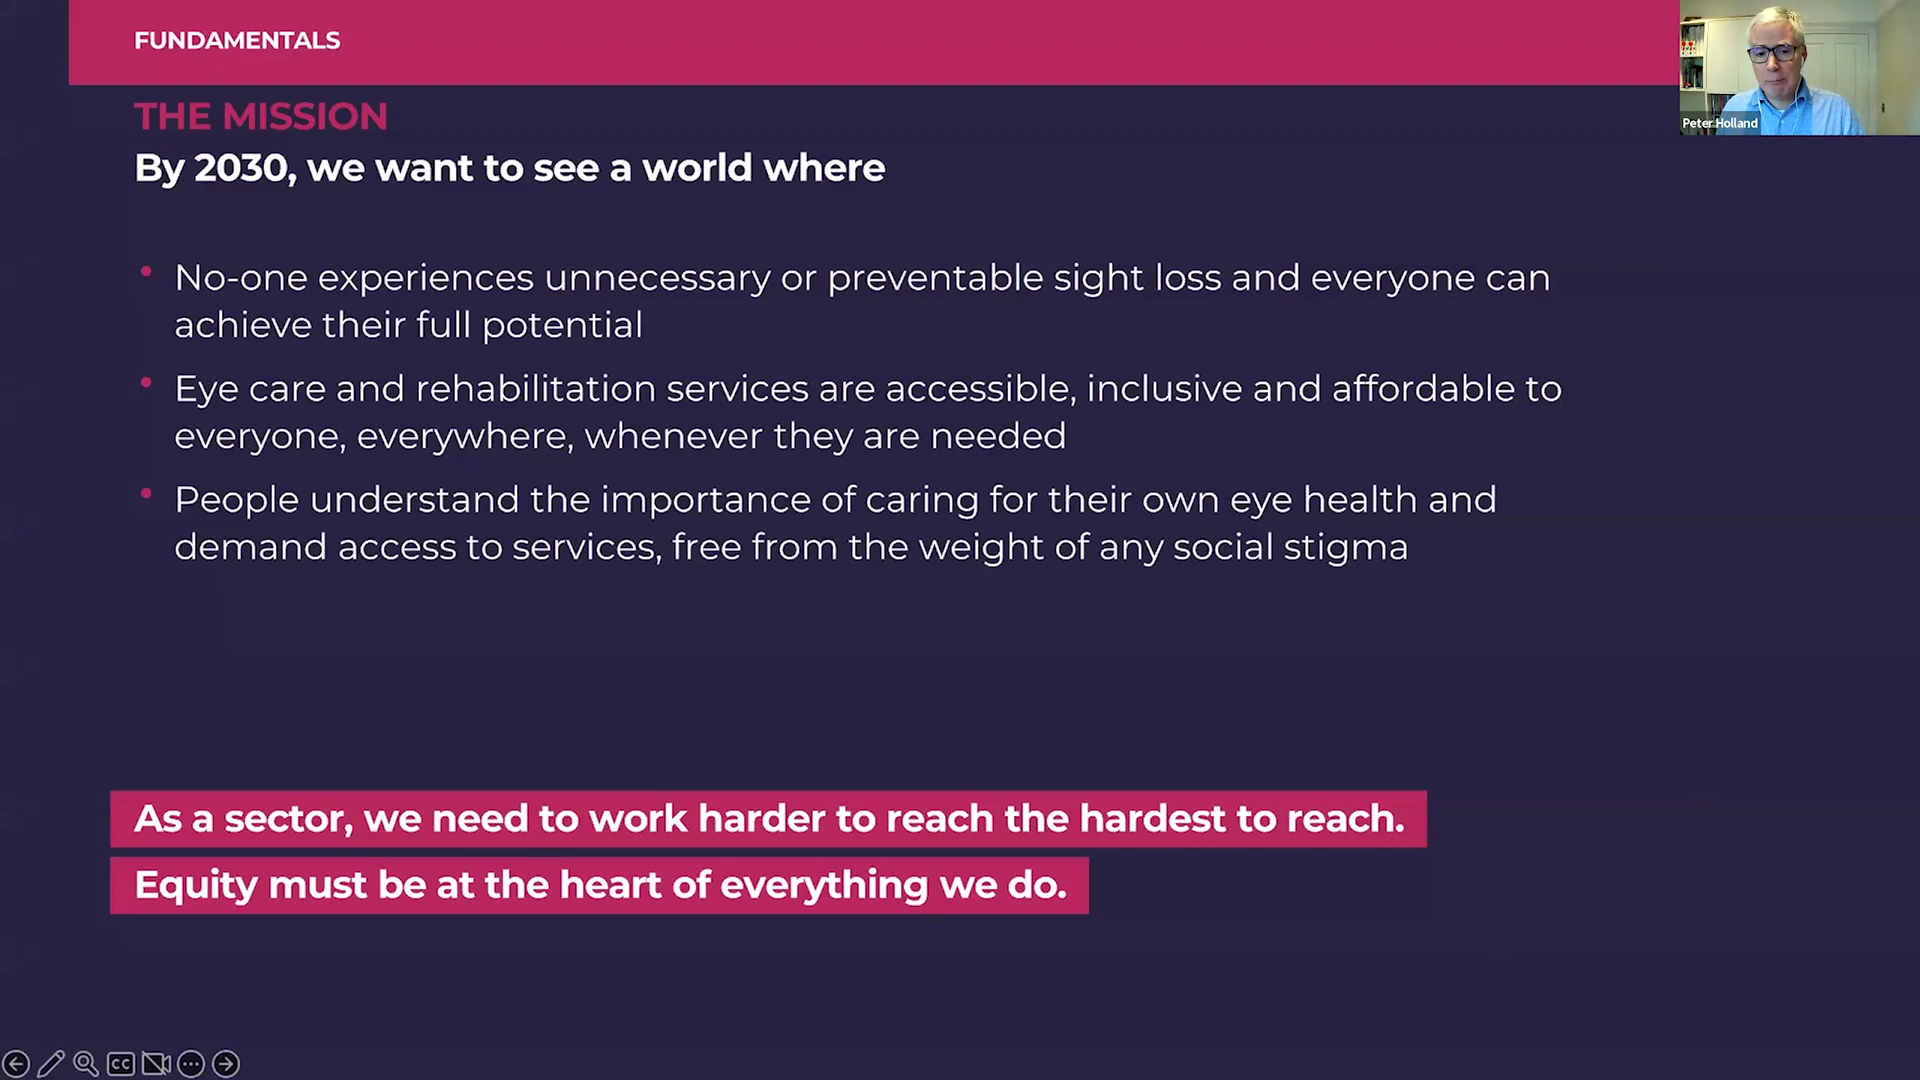 FUNDAMENTALS
Peter Holland
THE MISSION
By 2030, we want to see a world where
• No-one experiences unnecessary or preventable sight loss and everyone can
achieve their full potential
• Eye care and rehabilitation services are accessible, inclusive and affordable to
everyone, everywhere, whenever they are needed
• People understand the importance of caring for their own eye health and
demand access to services, free from the weight of any social stigma
As a sector, we need to work harder to reach the hardest to reach.
Equity must be at the heart of everything we do.
CC